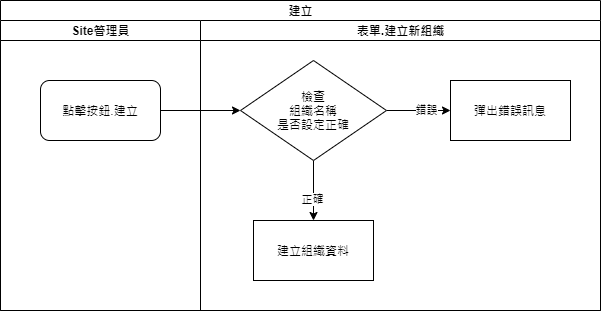 建立
Site管理員
表單.建立新組織
點擊按鈕.建立
檢查
組織名稱
是否設定正確
錯誤
彈出錯誤訊息
正確
建立組織資料